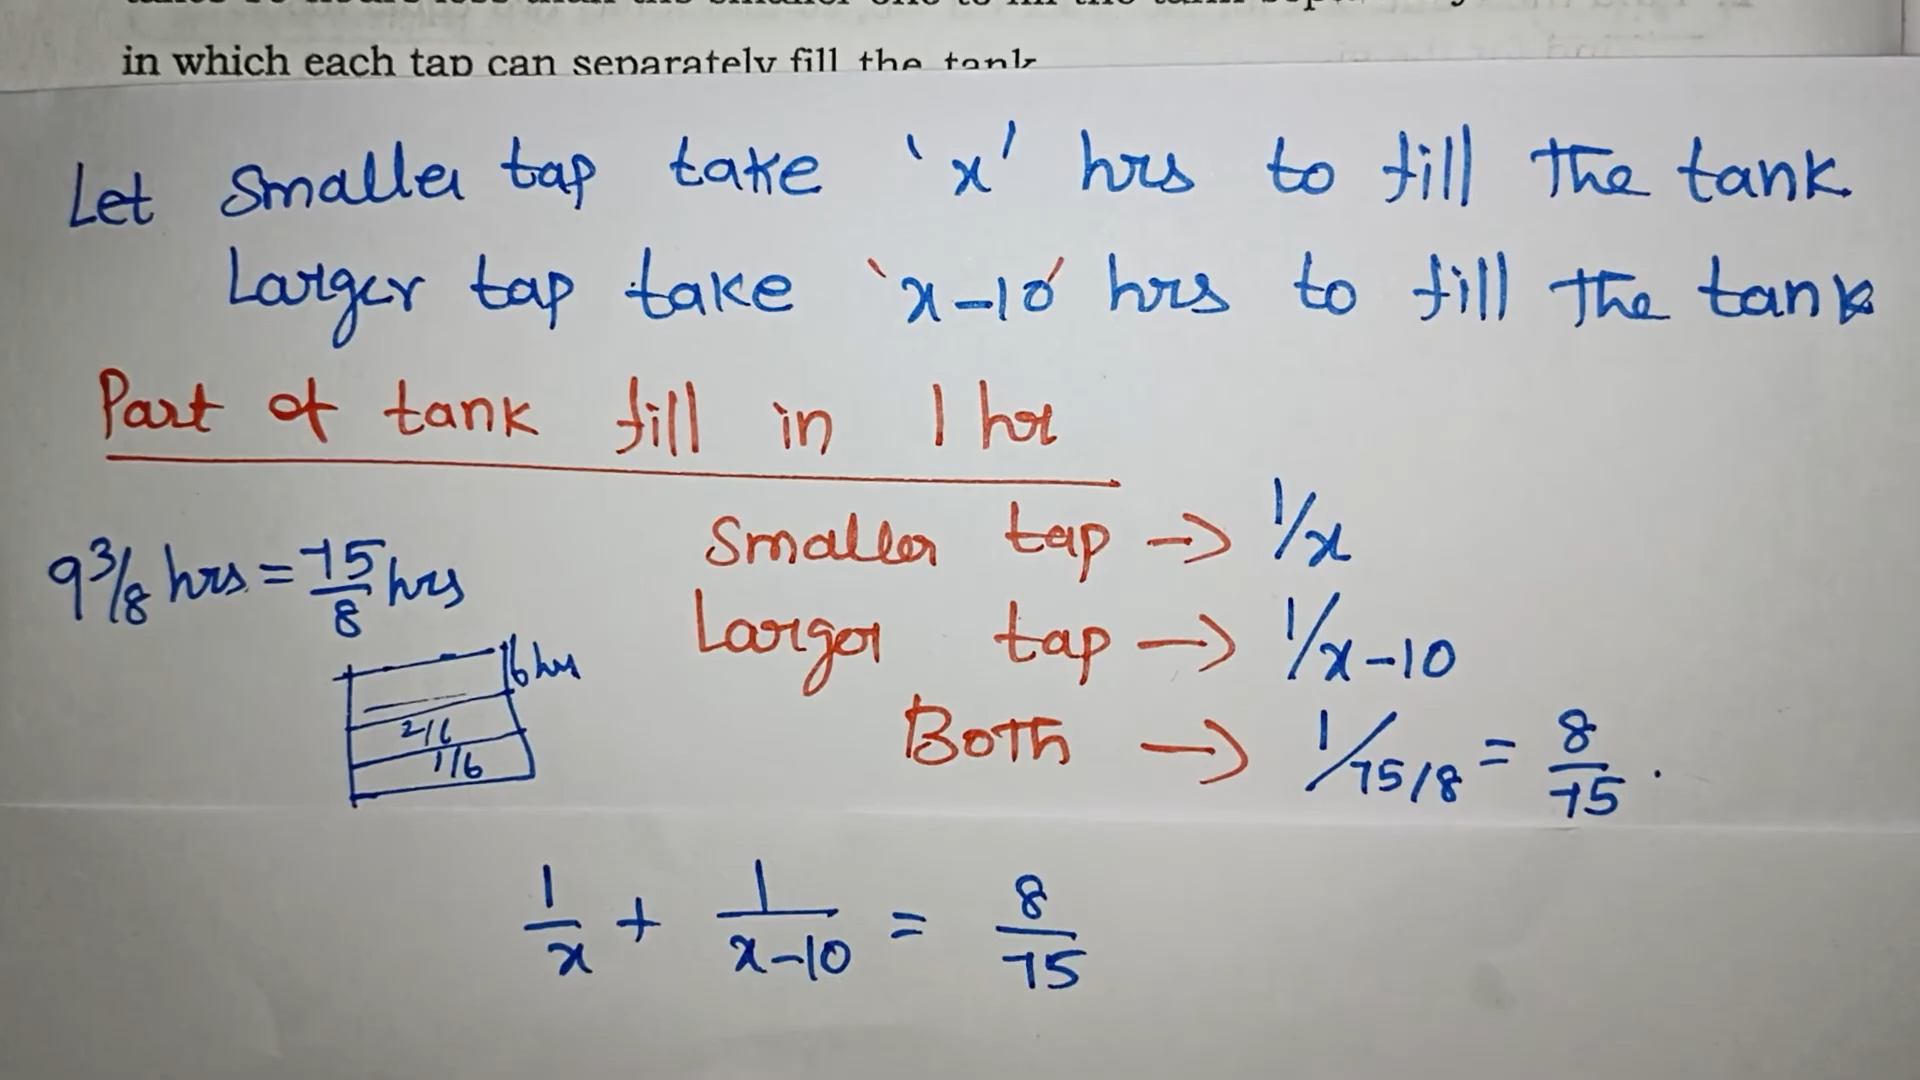 in which each tap can separately fill the tank
Let smaller tap take 'x' hrs to fill the tank.
Larger tap take 'x-10' hrs to fill the tank
Part of tank fill in 1 hr
Smaller tap → 1/x
9 3/8 hrs = 75/8 hrs
Larger tap → 1/x-10
6 hrs
2/6
1/6
Both → 1/75/8 = 8/75.
1/x + 1/x-10 = 8/75